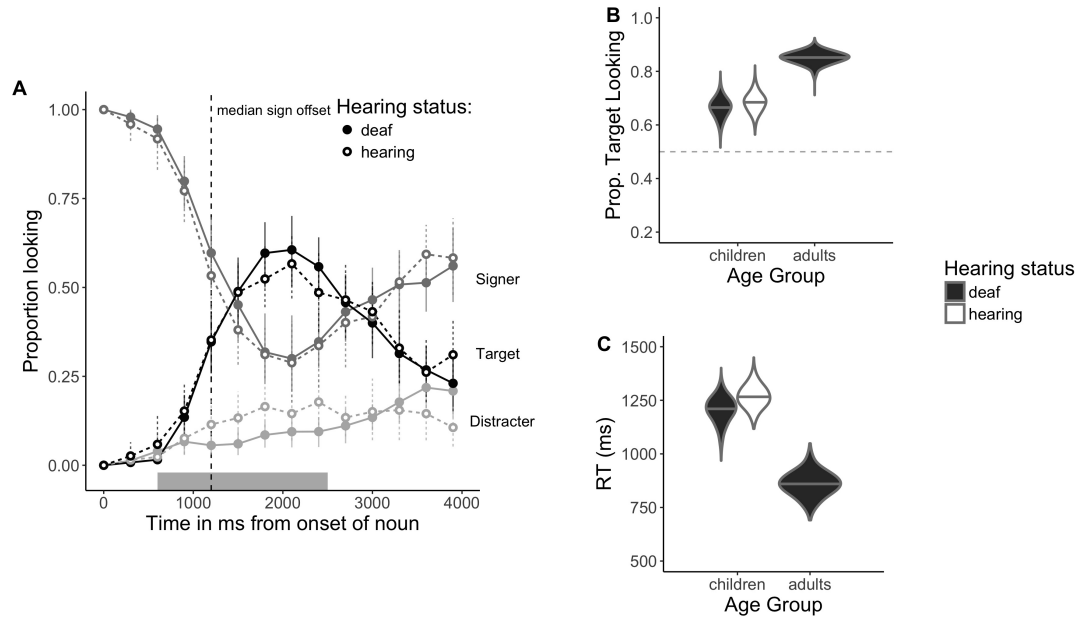 A
1.00
0.75
0.50
0.25
0.00
Proportion looking
median sign offset
Hearing status:
deaf
hearing
Signer
Target
Distracter
0
1000
2000
3000
4000
Time in ms from onset of noun
B
1.0
0.8
0.6
0.4
0.2
Prop. Target Looking
children
adults
Age Group
Hearing status
deaf
hearing
C
1500
1250
1000
750
500
RT (ms)
children
adults
Age Group